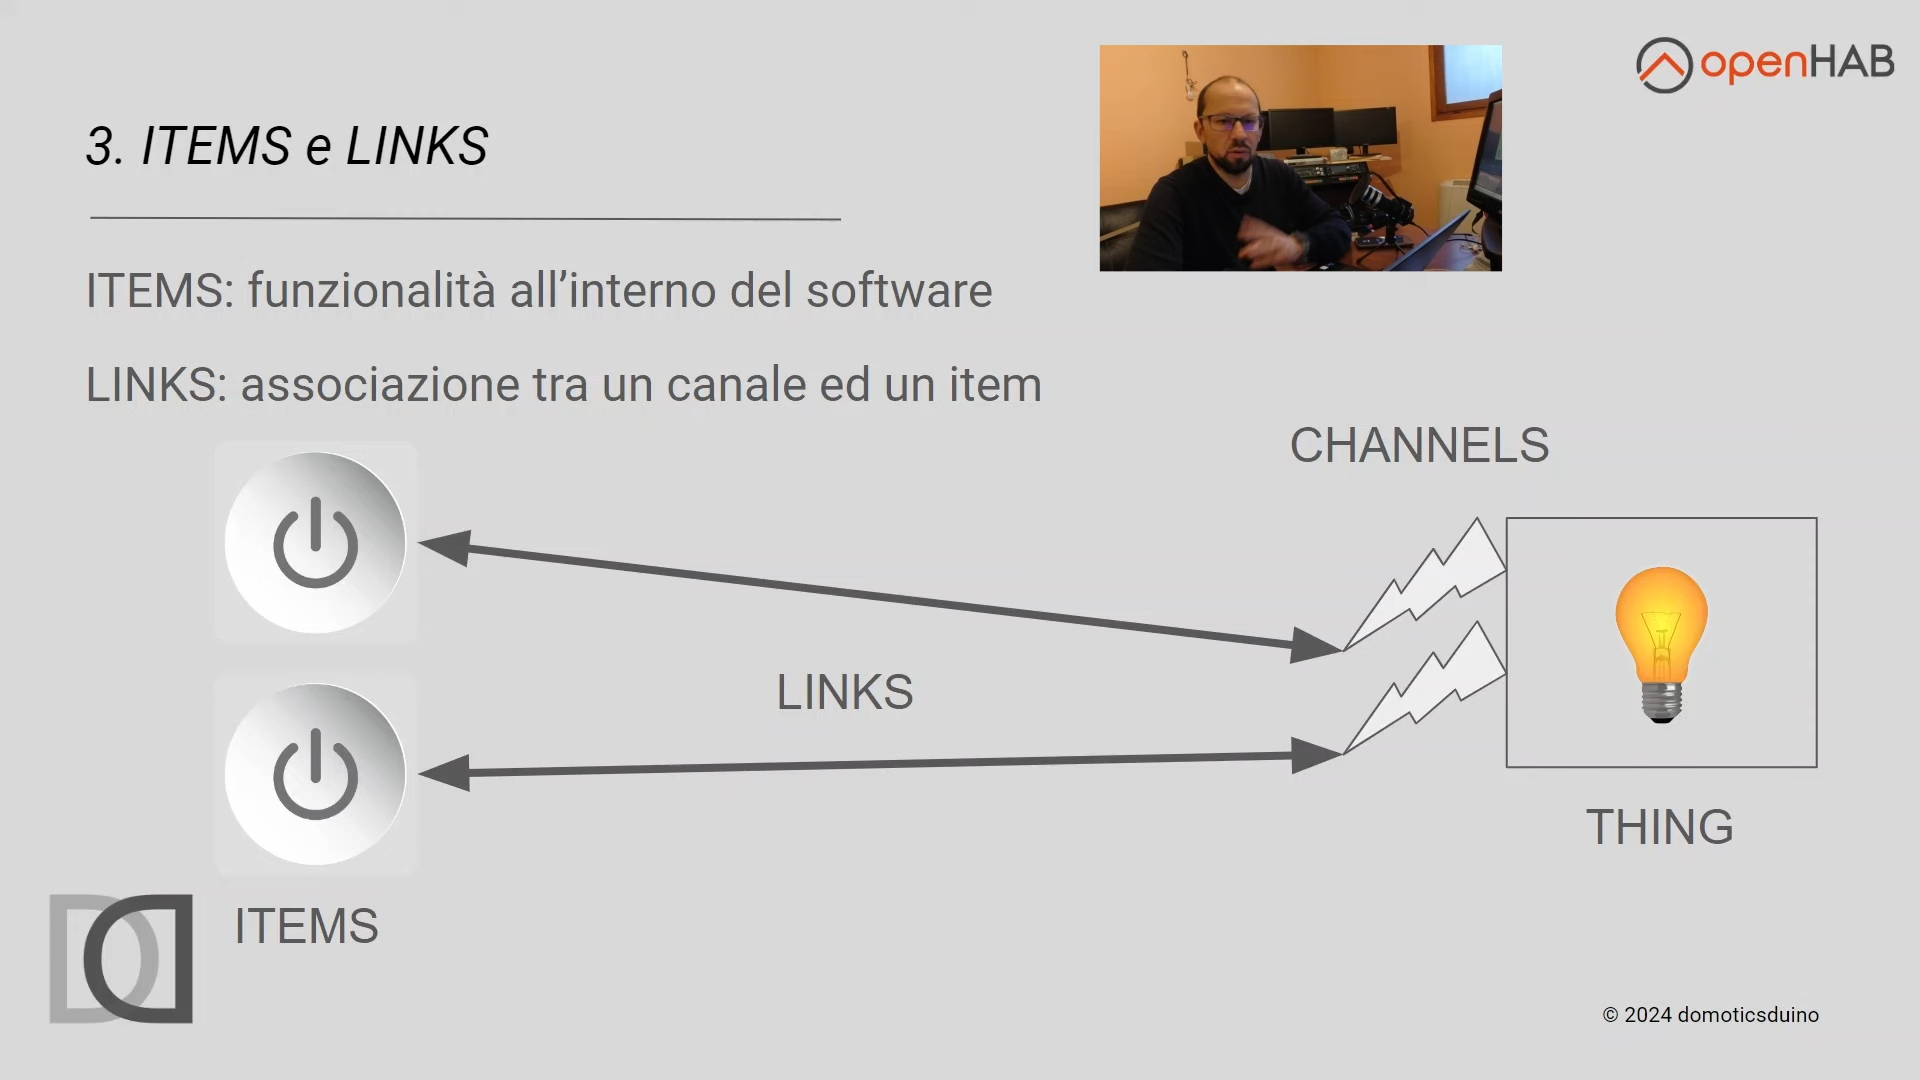 openHAB
3. ITEMS e LINKS
ITEMS: funzionalità all’interno del software
LINKS: associazione tra un canale ed un item
CHANNELS
LINKS
THING
ITEMS
© 2024 domoticsduino